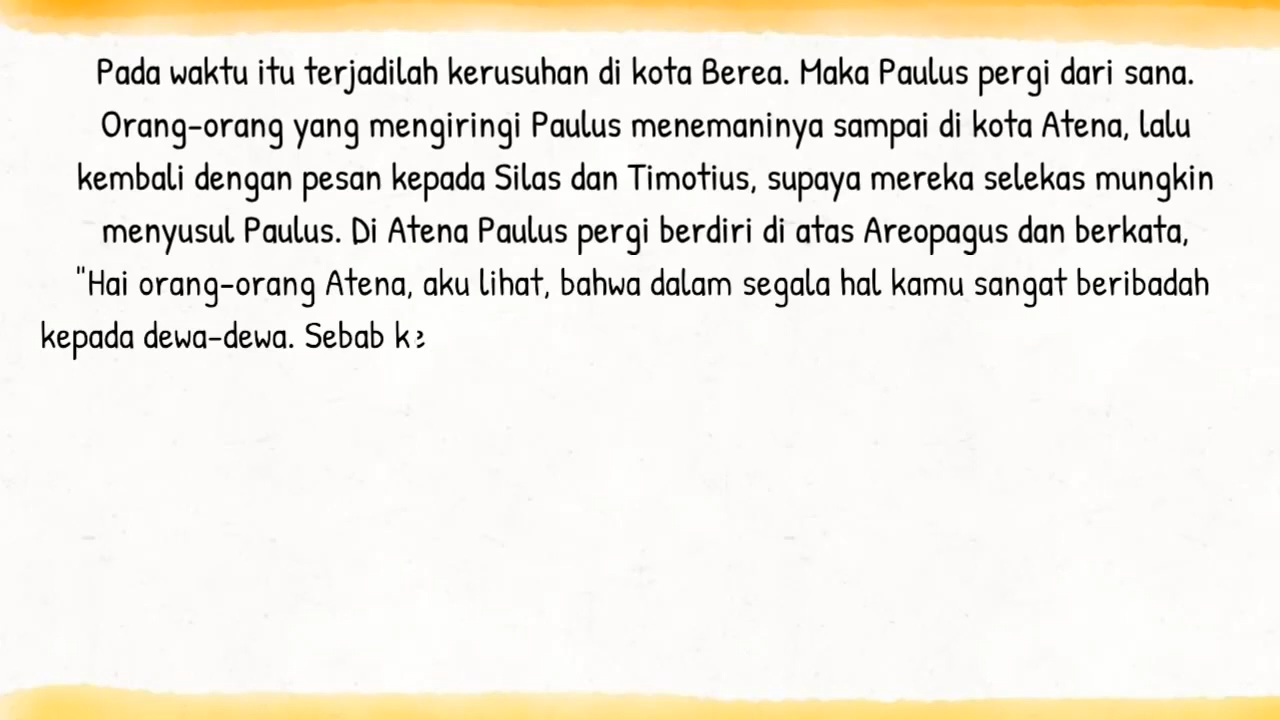 Pada waktu itu terjadilah kerusuhan di kota Berea. Maka Paulus pergi dari sana.
Orang-orang yang mengiringi Paulus menemaninya sampai di kota Atena, lalu
kembali dengan pesan kepada Silas dan Timotius, supaya mereka selekas mungkin
menyusul Paulus. Di Atena Paulus pergi berdiri di atas Areopagus dan berkata,
"Hai orang-orang Atena, aku lihat, bahwa dalam segala hal kamu sangat beribadah
kepada dewa-dewa. Sebab